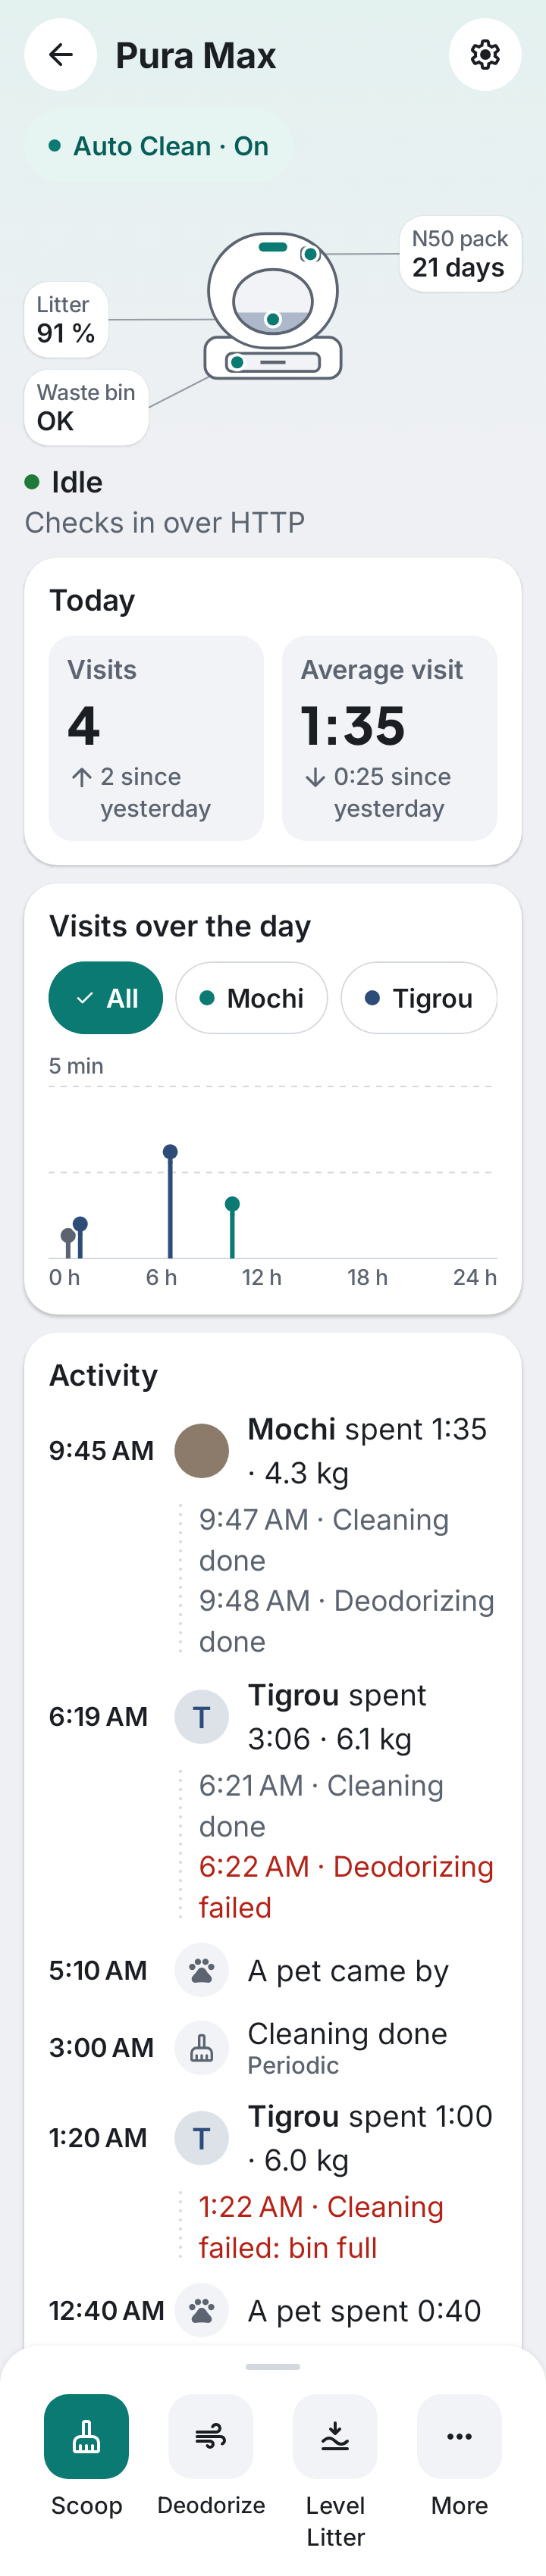 Pura Max
Auto Clean · On
N50 pack
21 days
Litter
91 %
Waste bin
OK
Idle
Checks in over HTTP
Today
Visits
4
↑ 2 since
yesterday
Average visit
1:35
↓ 0:25 since
yesterday
Visits over the day
All
Mochi
Tigrou
5 min
0 h
6 h
12 h
18 h
24 h
Activity
9:45 AM
Mochi spent 1:35
· 4.3 kg
9:47 AM · Cleaning
done
9:48 AM · Deodorizing
done
6:19 AM
T
Tigrou spent
3:06 · 6.1 kg
6:21 AM · Cleaning
done
6:22 AM · Deodorizing
failed
5:10 AM
A pet came by
3:00 AM
Cleaning done
Periodic
1:20 AM
T
Tigrou spent 1:00
· 6.0 kg
1:22 AM · Cleaning
failed: bin full
12:40 AM
A pet spent 0:40
Scoop
Deodorize
Level
Litter
More